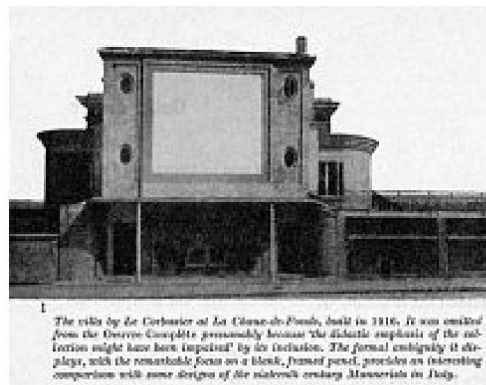 1
The villa by Le Corbusier at La Chaux-de-Fonds, built in 1916. It was omitted
from the Oeuvre Complète presumably because 'the didactic emphasis of the col-
lection might have been impaired' by its inclusion. The formal ambiguity it dis-
plays, with the remarkable focus on a blank, framed panel, provides an interesting
comparison with some designs of the sixteenth century Mannerists in Italy.